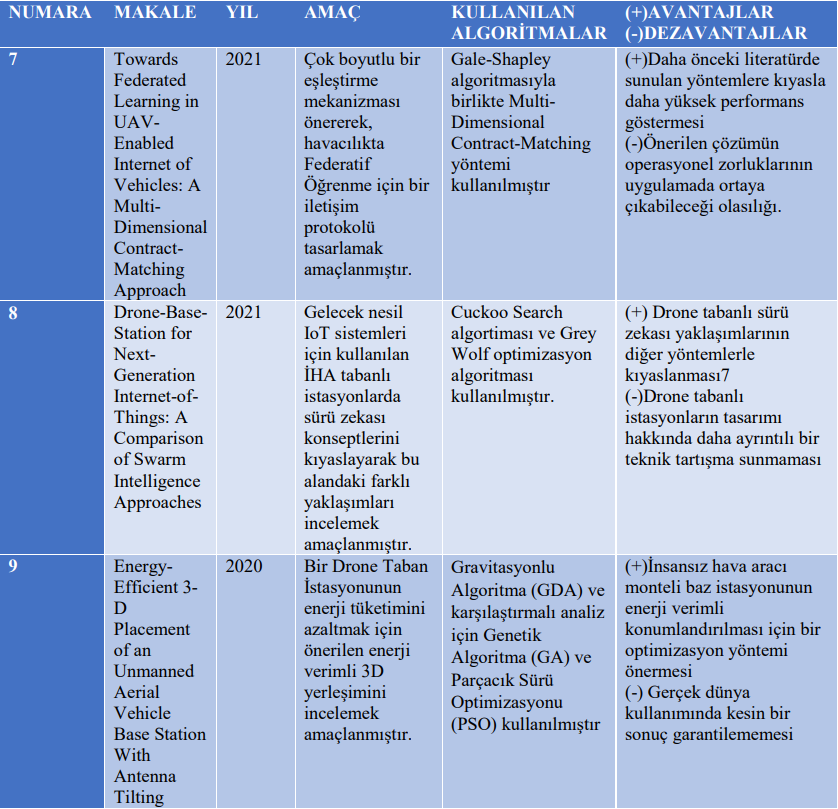 NUMARA
MAKALE
YIL
AMAÇ
KULLANILAN
ALGORİTMALAR
(+)AVANTAJLAR
(-)DEZAVANTAJLAR
7
Towards
Federated
Learning in
UAV-
Enabled
Internet of
Vehicles: A
Multi-
Dimensional
Contract-
Matching
Approach
2021
Çok boyutlu bir
eşleştirme
mekanizması
önererek,
havacılıkta
Federatif
Öğrenme için bir
iletişim
protokolü
tasarlamak
amaçlanmıştır.
Gale-Shapley
algoritmasıyla
birlikte Multi-
Dimensional
Contract-Matching
yöntemi
kullanılmıştır
(+)Daha önceki literatürde
sunulan yöntemlere kıyasla
daha yüksek performans
göstermesi
(-)Önerilen çözümün
operasyonel zorluklarının
uygulamada ortaya
çıkabileceği olasılığı.
8
Drone-Base-
Station for
Next-
Generation
Internet-of-
Things: A
Comparison
of Swarm
Intelligence
Approaches
2021
Gelecek nesil
IoT sistemleri
için kullanılan
İHA tabanlı
istasyonlarda
sürü zekası
konseptlerini
kıyaslayarak bu
alandaki farklı
yaklaşımları
incelemek
amaçlanmıştır.
Cuckoo Search
algortiması ve Grey
Wolf optimizasyon
algoritması
kullanılmıştır.
(+) Drone tabanlı sürü
zekası yaklaşımlarının
diğer yöntemlerle
kıyaslanması7
(-)Drone tabanlı
istasyonların tasarımı
hakkında daha ayrıntılı bir
teknik tartışma sunmaması
9
Energy-
Efficient 3-
D
Placement
of an
Unmanned
Aerial
Vehicle
Base Station
With
Antenna
Tilting
2020
Bir Drone Taban
İstasyonunun
enerji tüketimini
azaltmak için
önerilen enerji
verimli 3D
yerleşimini
incelemek
amaçlanmıştır.
Gravitasyonlu
Algoritma (GDA) ve
karşılaştırmalı analiz
için Genetik
Algoritma (GA) ve
Parçacık Sürü
Optimizasyonu
(PSO) kullanılmıştır
(+)İnsansız hava aracı
monteli baz istasyonunun
enerji verimli
konumlandırılması için bir
optimizasyon yöntemi
önermesi
(-) Gerçek dünya
kullanımında kesin bir
sonuç garantilememesi